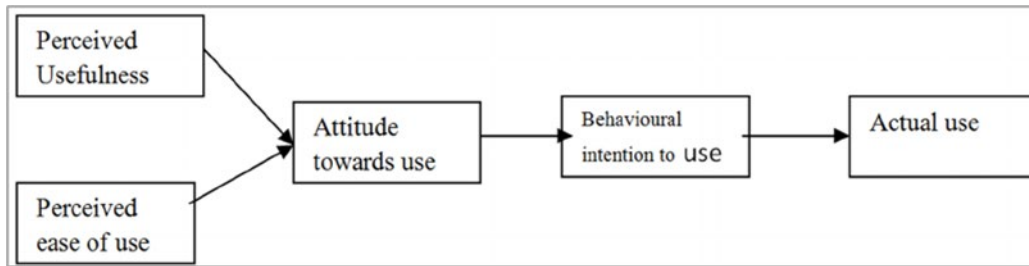 Perceived
Usefulness
Attitude
towards use
Behavioural
intention to use
Actual use
Perceived
ease of use